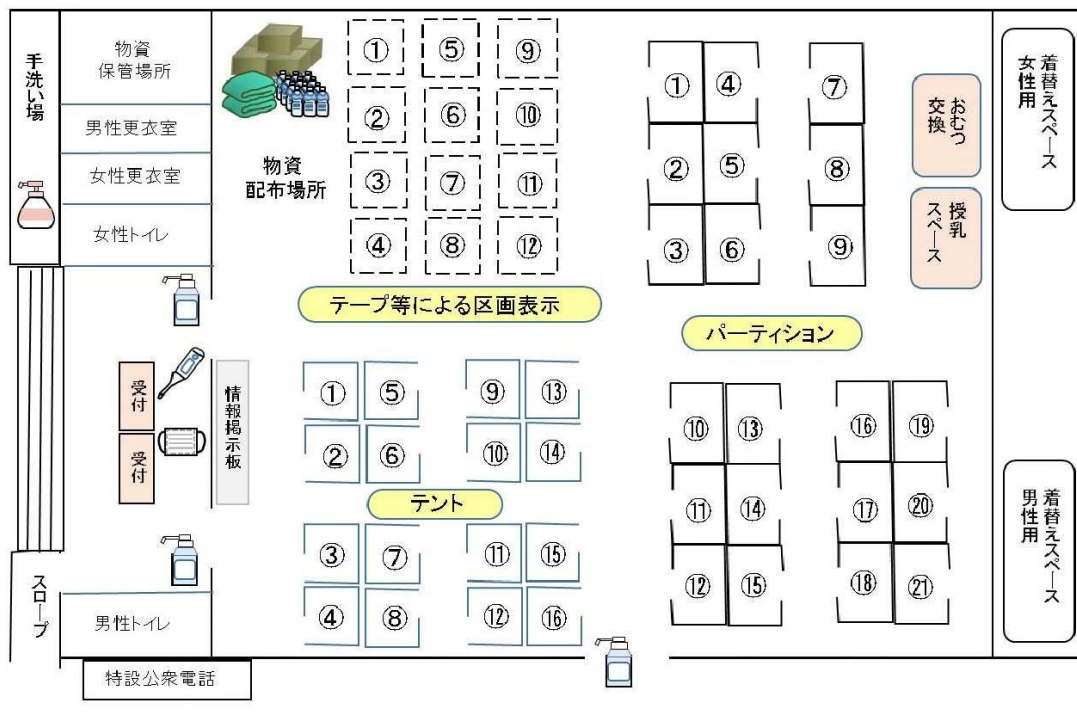 手洗い場
物資
保管場所
男性更衣室
女性更衣室
女性トイレ
物資
配布場所
①
⑤
⑨
②
⑥
⑩
③
⑦
⑪
④
⑧
⑫
テープ等による区画表示
①
④
⑦
②
⑤
⑧
③
⑥
⑨
パーティション
おむつ
交換
授乳
スペース
着替えスペース
女性用
受付
受付
情報掲示板
①
⑤
⑨
⑬
②
⑥
⑩
⑭
テント
③
⑦
⑪
⑮
④
⑧
⑫
⑯
⑩
⑬
⑯
⑲
⑪
⑭
⑰
⑳
⑫
⑮
⑱
㉑
着替えスペース
男性用
スロープ
男性トイレ
特設公衆電話